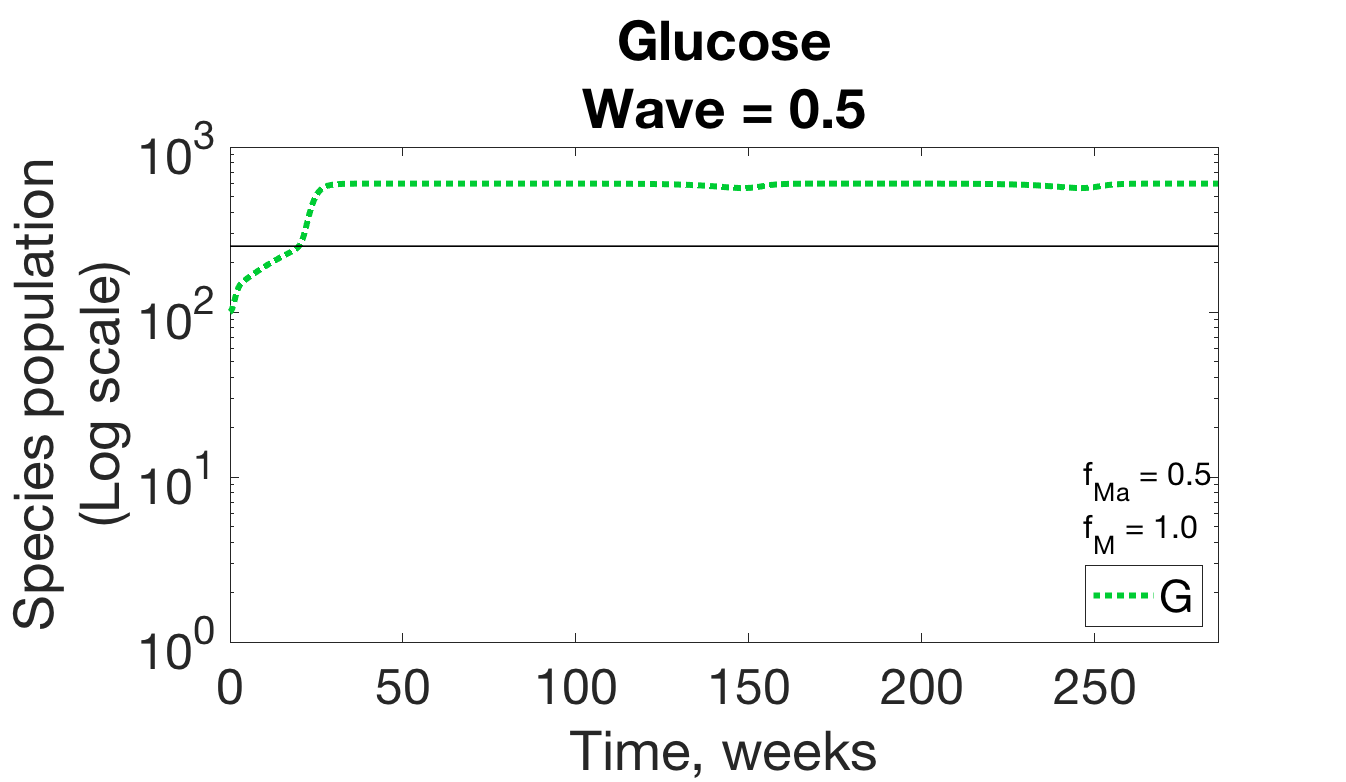 Glucose
Wave = 0.5
Species population
(Log scale)
10³
10²
10¹
10⁰
0 50 100 150 200 250
Time, weeks
f_Ma = 0.5
f_M = 1.0
G